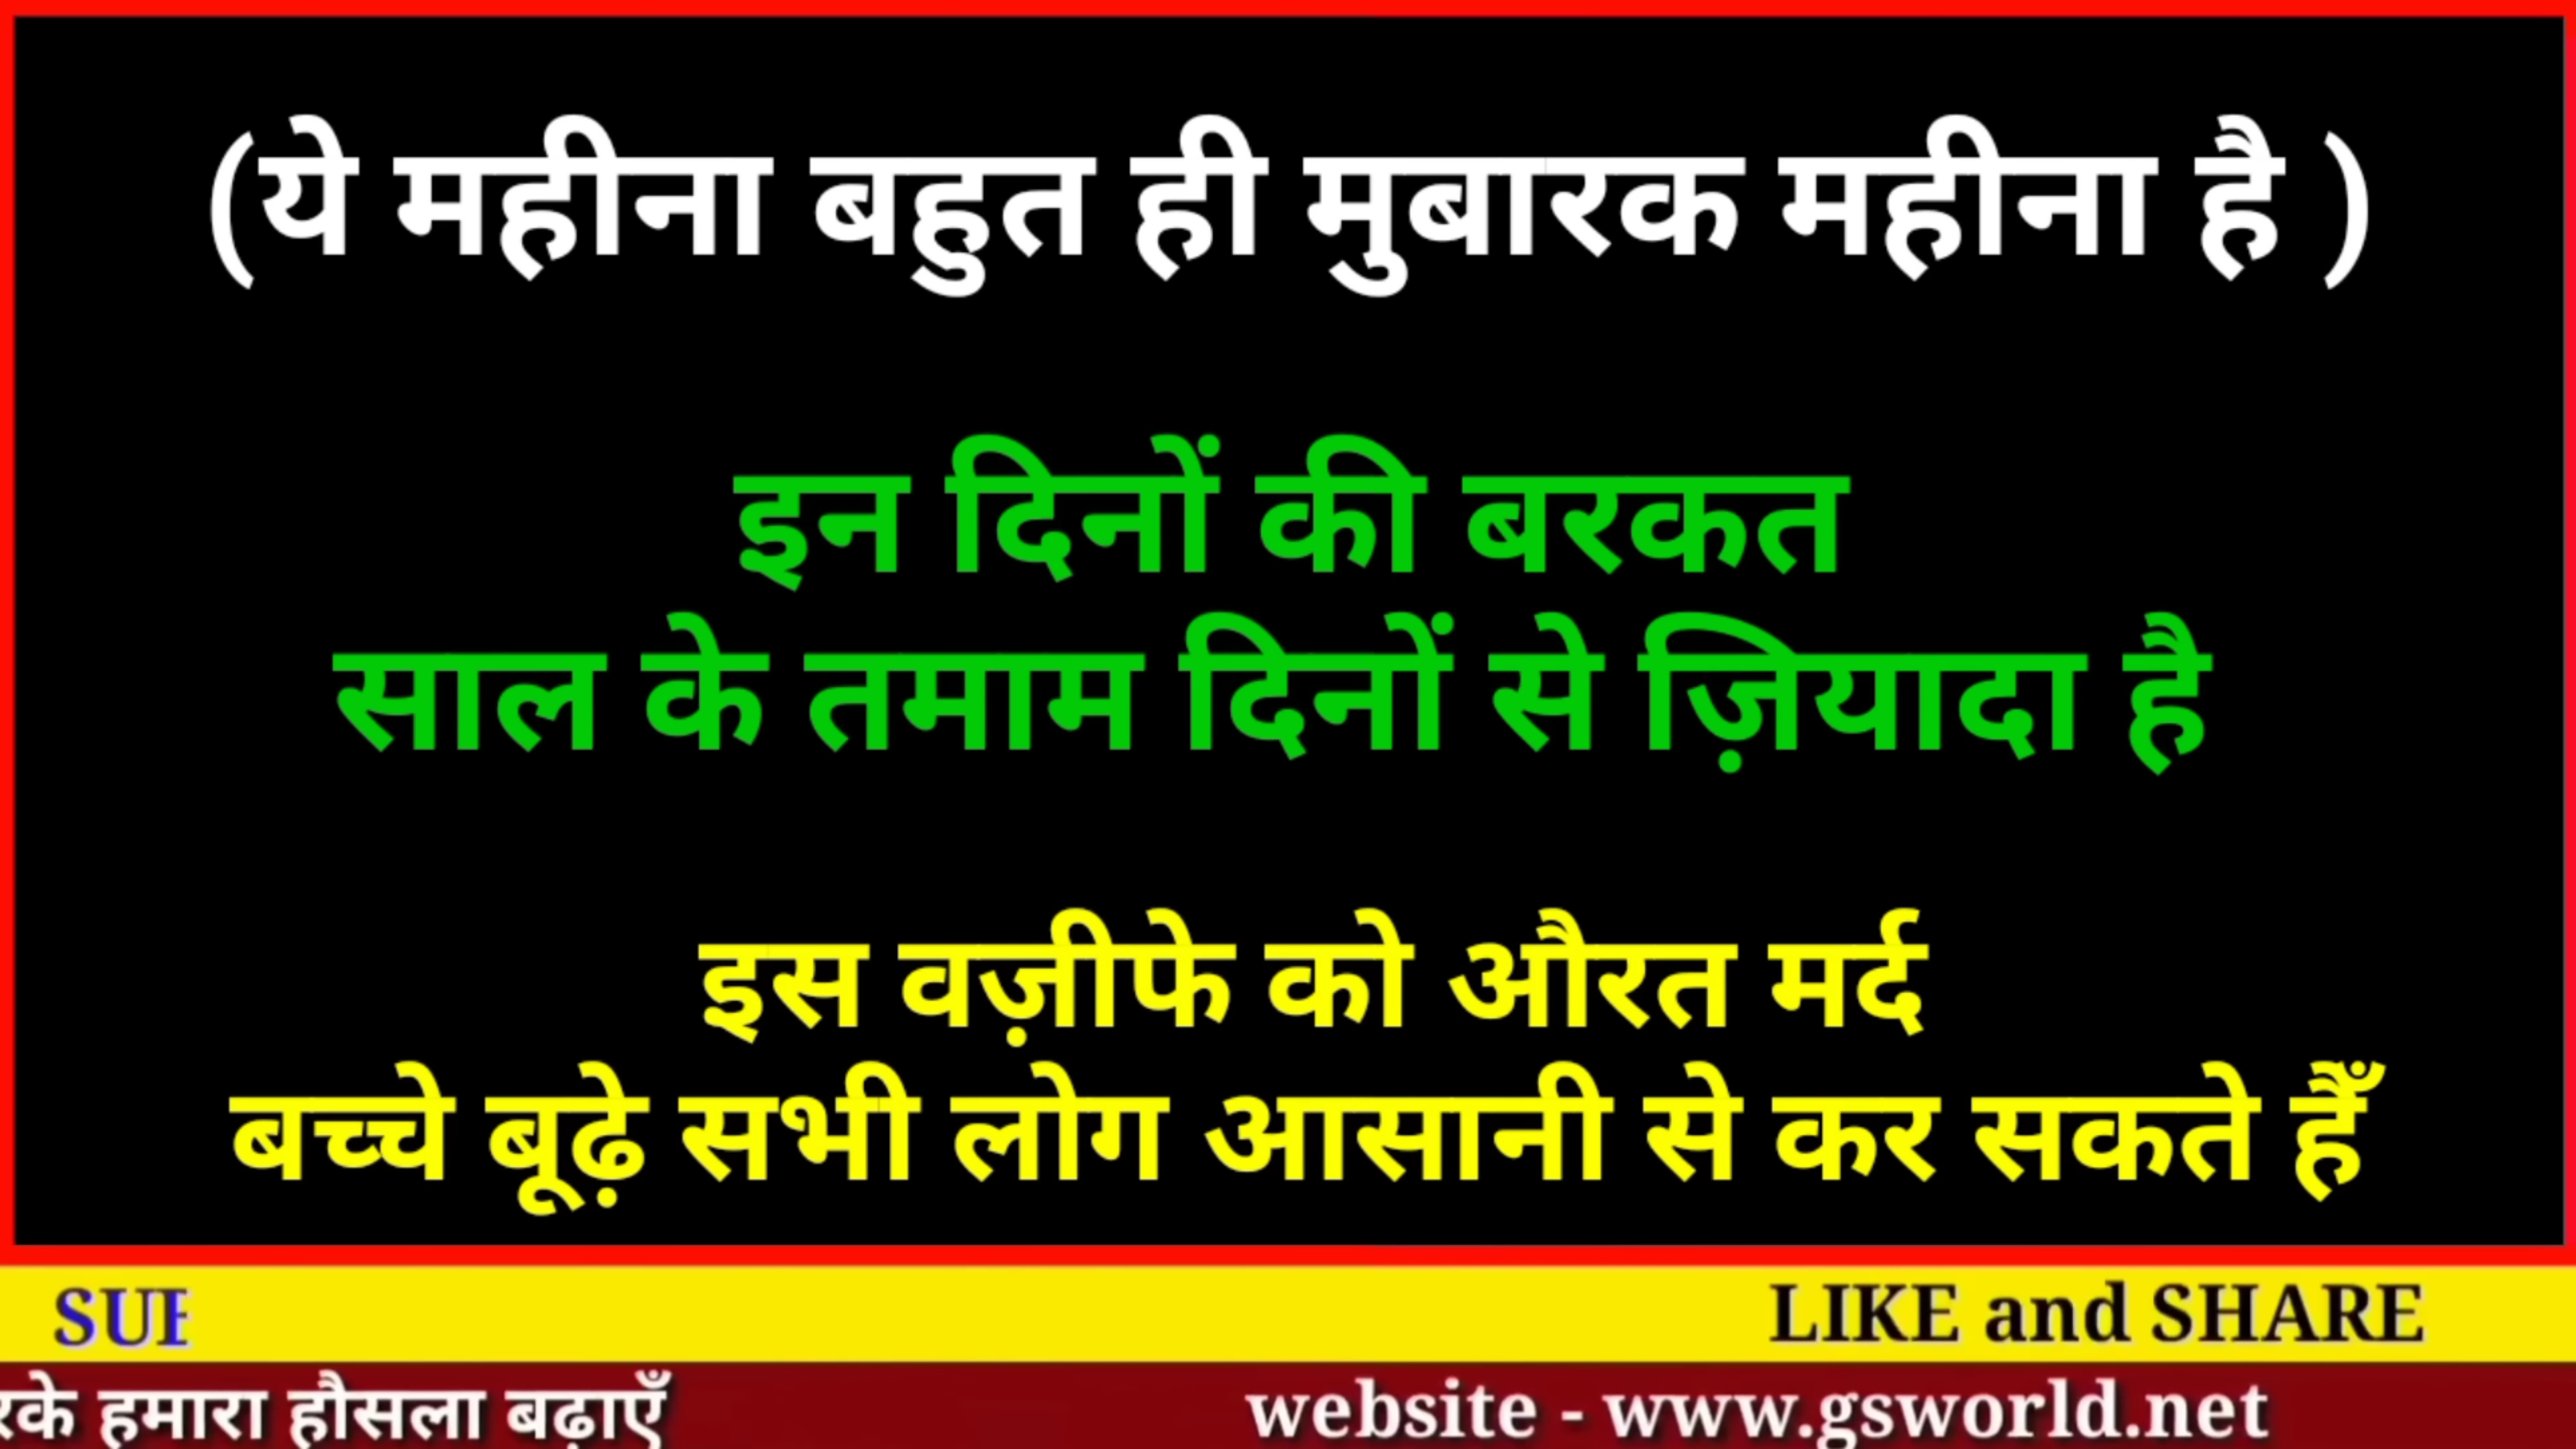 (ये महीना बहुत ही मुबारक महीना है )
इन दिनों की बरकत
साल के तमाम दिनों से ज़ियादा है
इस वज़ीफे को औरत मर्द
बच्चे बूढ़े सभी लोग आसानी से कर सकते हैँ
LIKE and SHARE
हमारा हौसला बढ़ाएँ website - www.gsworld.net